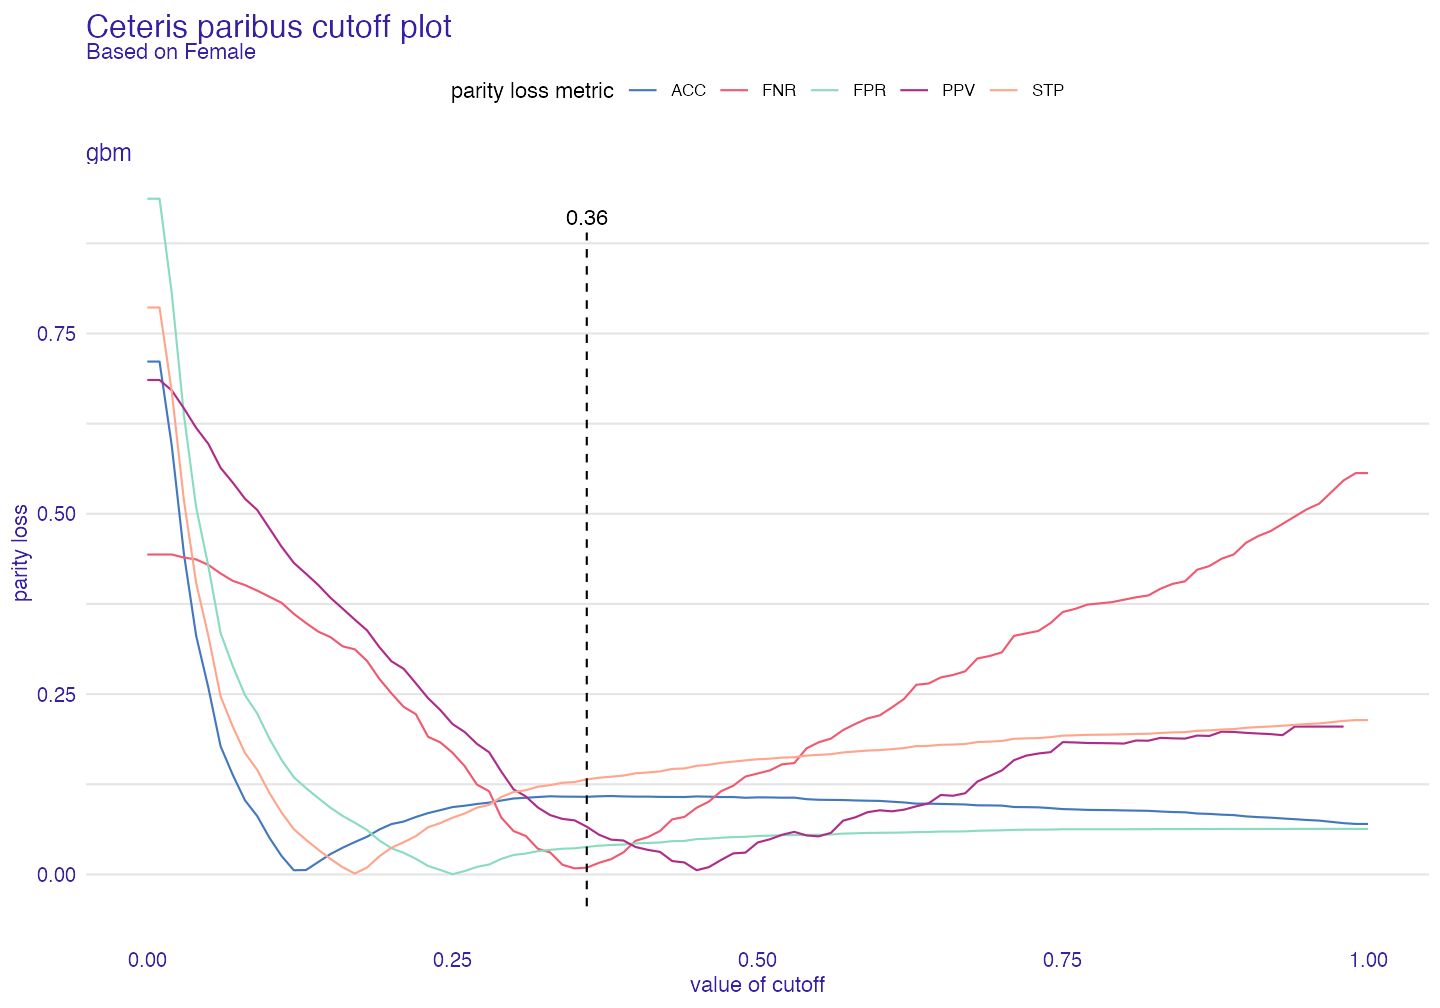 Ceteris paribus cutoff plot
Based on Female
parity loss metric ACC FNR FPR PPV STP
gbm
0.36
0.75
0.50
0.25
0.00
parity loss
0.00 0.25 0.50 0.75 1.00
value of cutoff